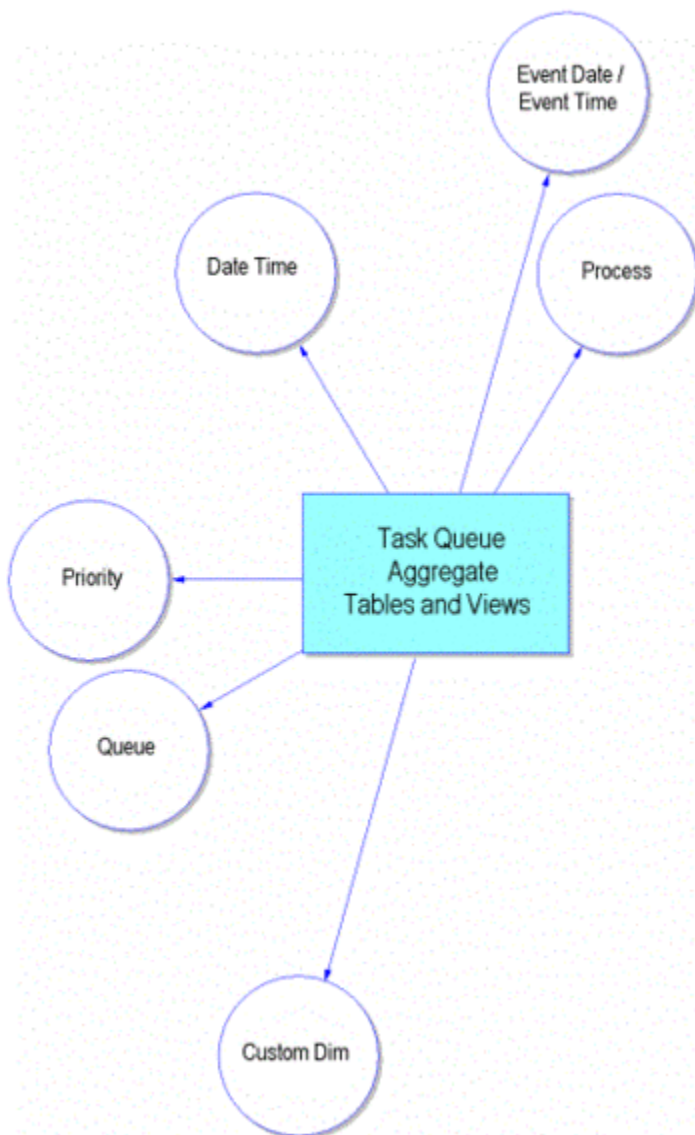 Event Date /
Event Time
Date Time
Process
Task Queue
Aggregate
Tables and Views
Priority
Queue
Custom Dim